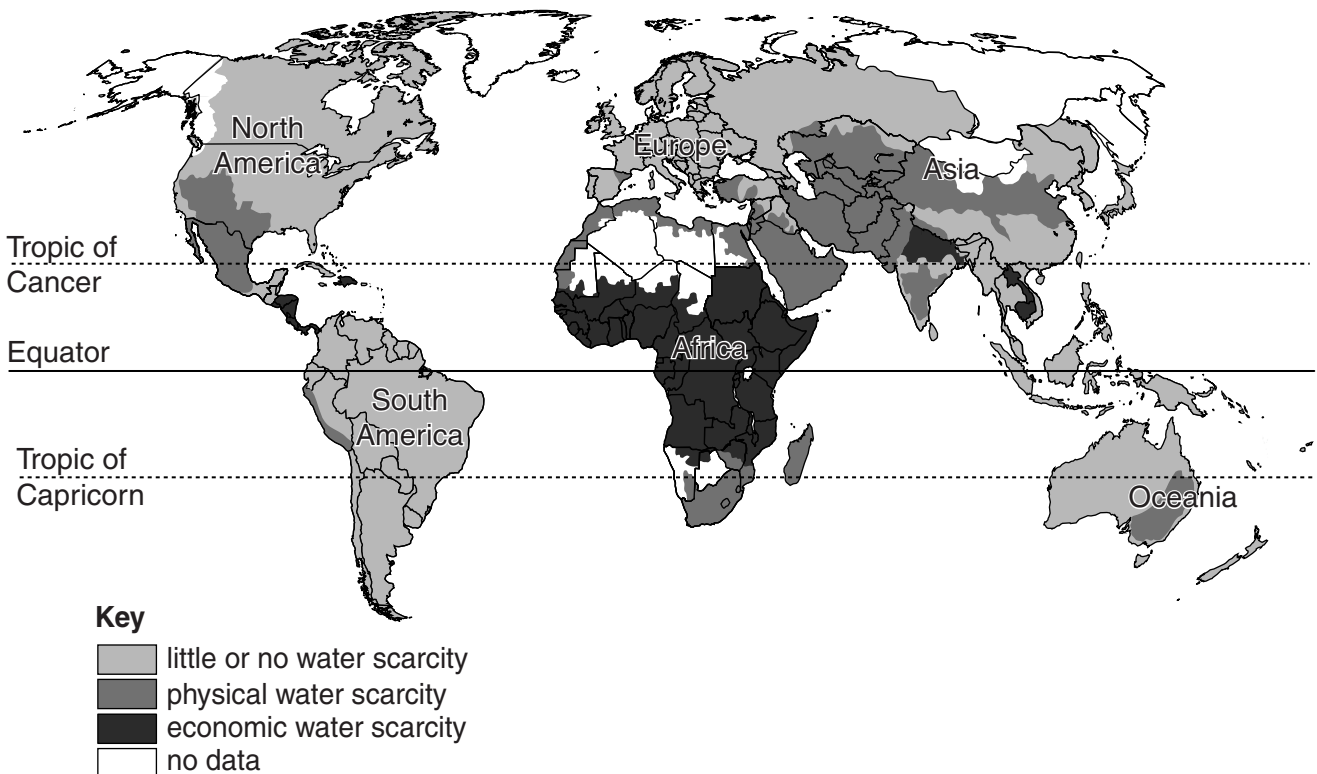 North
America
Europe
Asia
Tropic of
Cancer
Africa
Equator
South
America
Tropic of
Capricorn
Oceania
Key
little or no water scarcity
physical water scarcity
economic water scarcity
no data